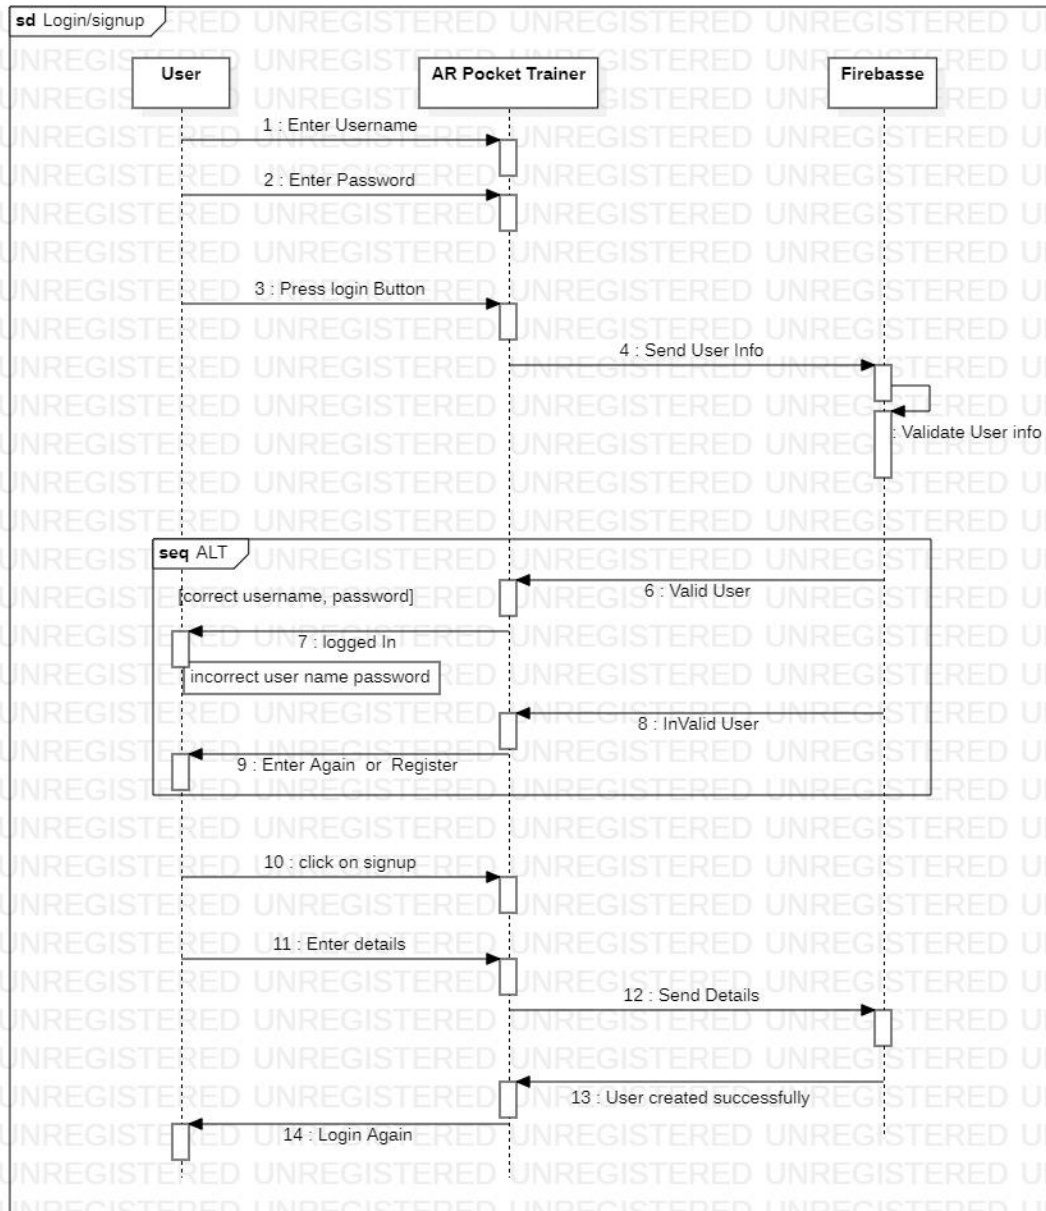 sd Login/signup
User
AR Pocket Trainer
Firebasse
1 : Enter Username
2 : Enter Password
3 : Press login Button
4 : Send User Info
: Validate User info
seq ALT
6 : Valid User
[correct username, password]
7 : logged In
incorrect user name password
8 : InValid User
9 : Enter Again or Register
10 : click on signup
11 : Enter details
12 : Send Details
13 : User created successfully
14 : Login Again
UNREGISTERED